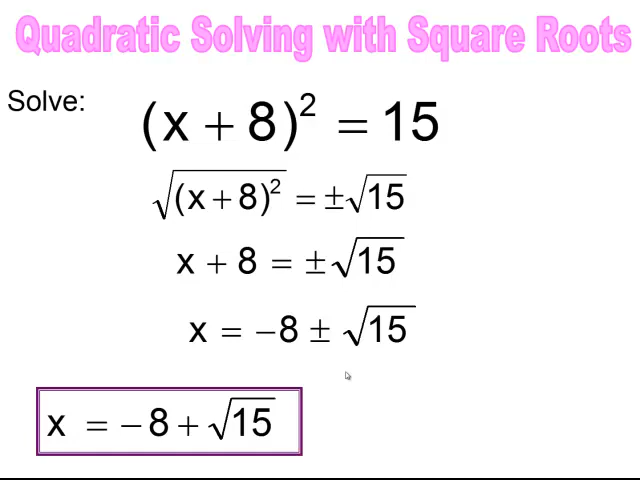 Quadratic Solving with Square Roots
Solve: (x + 8)² = 15
√(x + 8)² = ±√15
x + 8 = ±√15
x = −8 ± √15
x = −8 + √15